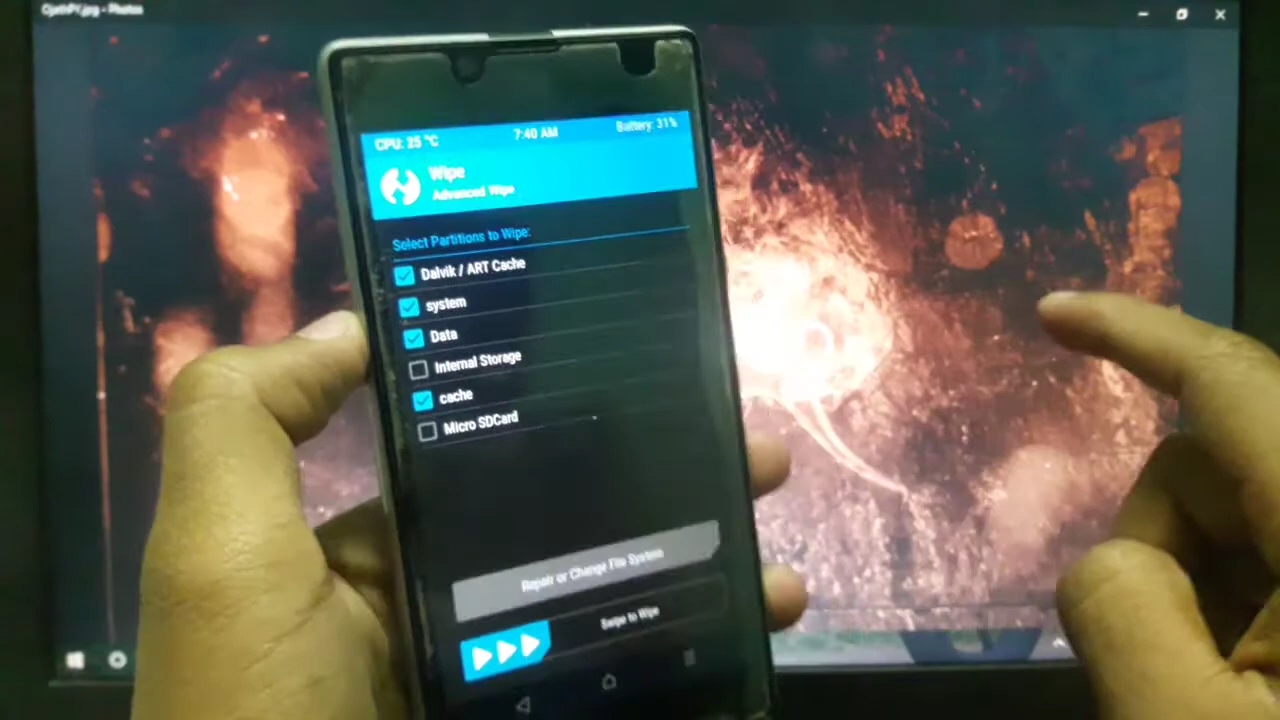 CjathPY.jpg - Photos
CPU: 25 °C 7:40 AM Battery: 31%
Wipe
Advanced Wipe
Select Partitions to Wipe:
Dalvik / ART Cache
system
Data
Internal Storage
cache
Micro SDCard
Repair or Change File System
Swipe to Wipe